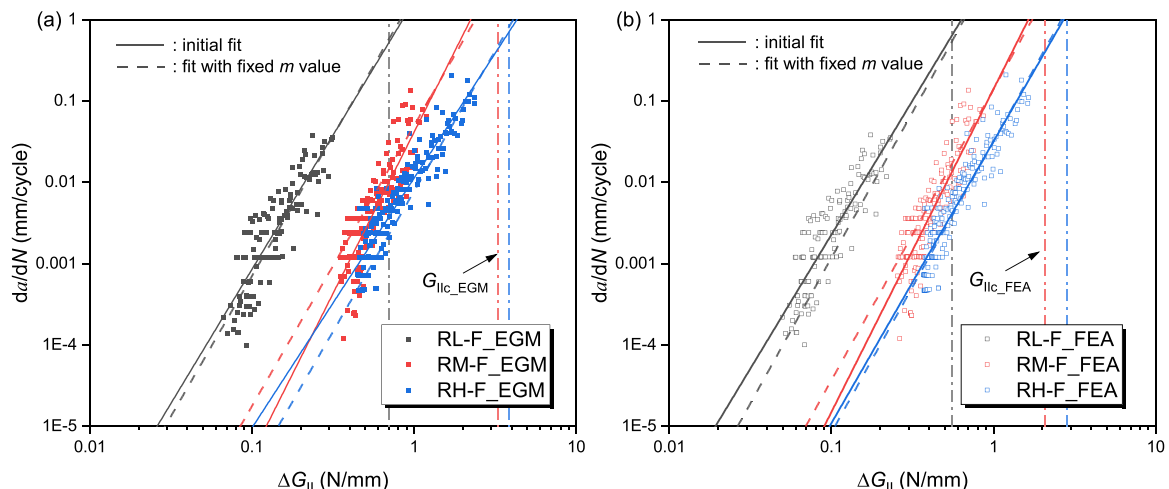 (a)
: initial fit
: fit with fixed m value
da/dN (mm/cycle)
1
0.1
0.01
0.001
1E-4
1E-5
G_IIc_EGM
RL-F_EGM
RM-F_EGM
RH-F_EGM
0.01
0.1
1
10
ΔG_II (N/mm)
(b)
: initial fit
: fit with fixed m value
da/dN (mm/cycle)
1
0.1
0.01
0.001
1E-4
1E-5
G_IIc_FEA
RL-F_FEA
RM-F_FEA
RH-F_FEA
0.01
0.1
1
10
ΔG_II (N/mm)